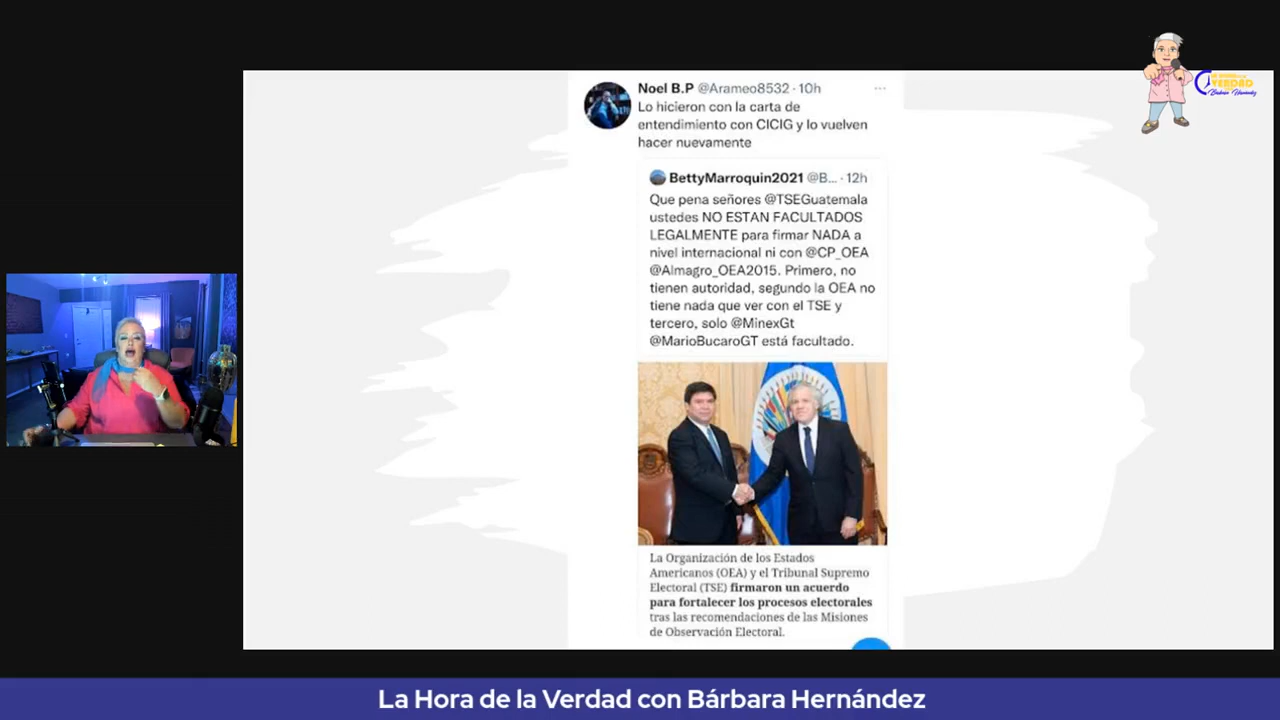 Noel B.P @Arameo8532 · 10h
Lo hicieron con la carta de
entendimiento con CICIG y lo vuelven
hacer nuevamente
BettyMarroquin2021 @B... · 12h
Que pena señores @TSEGuatemala
ustedes NO ESTAN FACULTADOS
LEGALMENTE para firmar NADA a
nivel internacional ni con @CP_OEA
@Almagro_OEA2015. Primero, no
tienen autoridad, segundo la OEA no
tiene nada que ver con el TSE y
tercero, solo @MinexGt
@MarioBucaroGT está facultado.
La Organización de los Estados
Americanos (OEA) y el Tribunal Supremo
Electoral (TSE) firmaron un acuerdo
para fortalecer los procesos electorales
tras las recomendaciones de las Misiones
de Observación Electoral.
VERDAD
Bárbara Hernández
La Hora de la Verdad con Bárbara Hernández